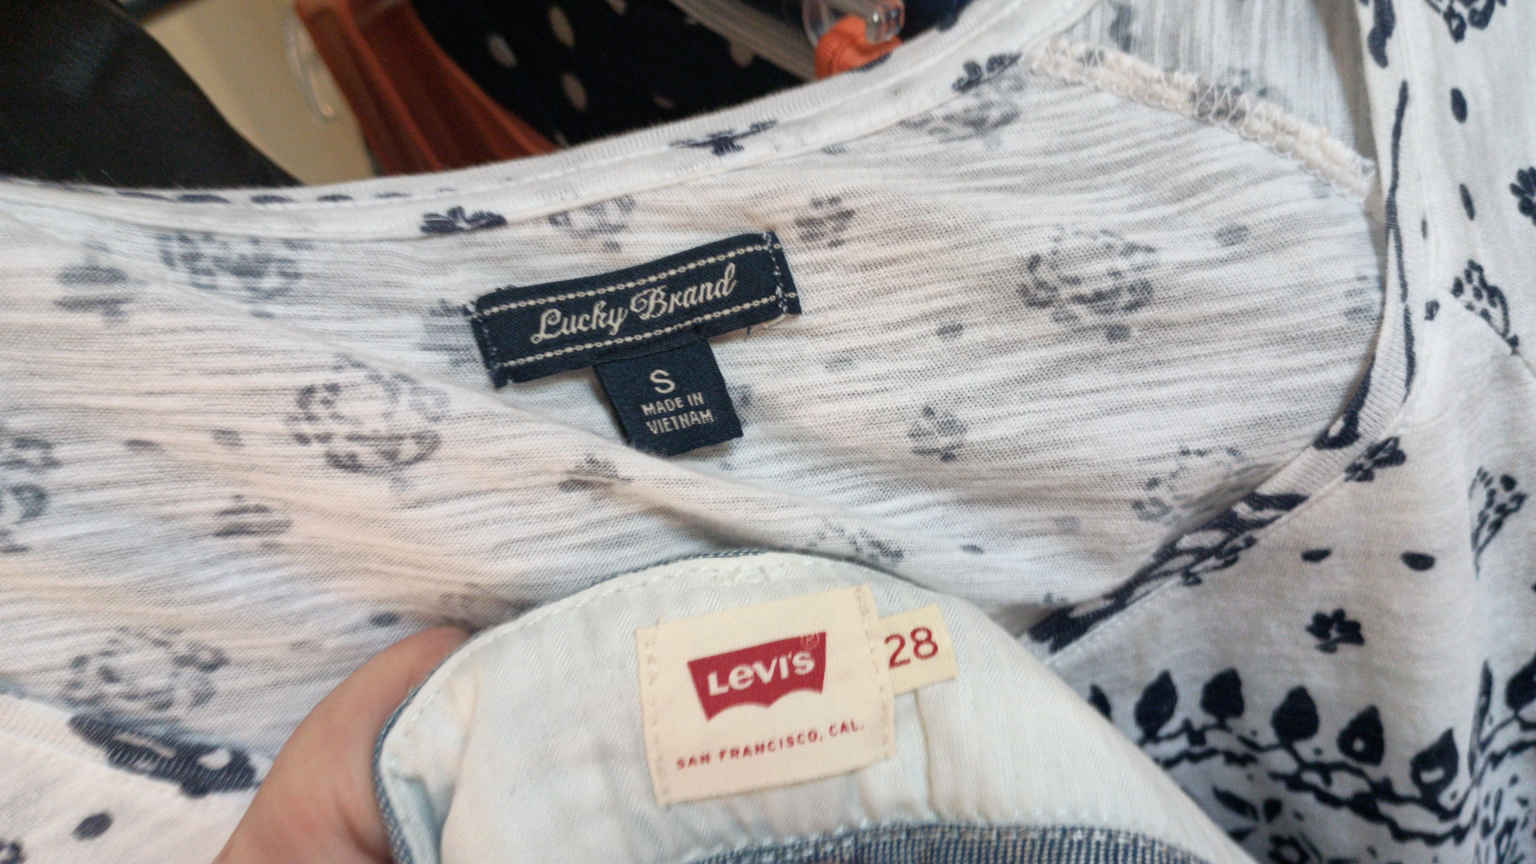 Lucky Brand
S
MADE IN
VIETNAM
LEVI'S
28
SAN FRANCISCO, CAL.